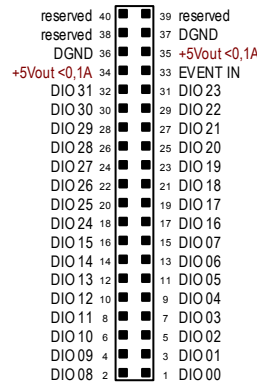 reserved 40 39 reserved
reserved 38 37 DGND
DGND 36 35 +5Vout <0,1A
+5Vout <0,1A 34 33 EVENT IN
DIO 31 32 31 DIO 23
DIO 30 30 29 DIO 22
DIO 29 28 27 DIO 21
DIO 28 26 25 DIO 20
DIO 27 24 23 DIO 19
DIO 26 22 21 DIO 18
DIO 25 20 19 DIO 17
DIO 24 18 17 DIO 16
DIO 15 16 15 DIO 07
DIO 14 14 13 DIO 06
DIO 13 12 11 DIO 05
DIO 12 10 9 DIO 04
DIO 11 8 7 DIO 03
DIO 10 6 5 DIO 02
DIO 09 4 3 DIO 01
DIO 08 2 1 DIO 00